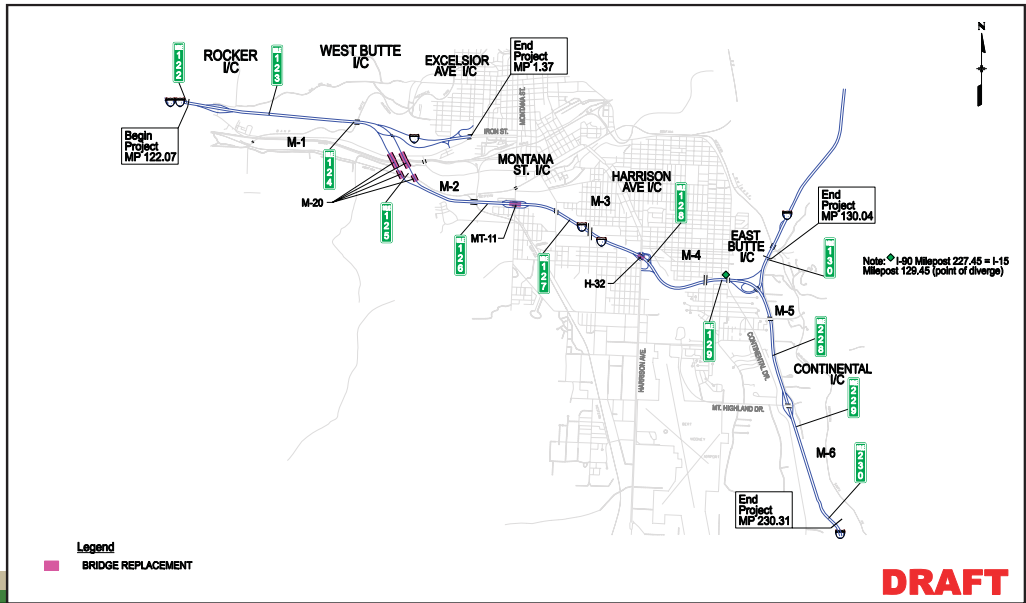 N
ROCKER
I/C
WEST BUTTE
I/C
EXCELSIOR
AVE I/C
End
Project
MP 1.37
122
123
Begin
Project
MP 122.07
M-1
IRON ST.
MONTANA ST.
124
M-20
125
M-2
MONTANA
ST. I/C
MT-11
126
127
M-3
HARRISON
AVE I/C
128
H-32
M-4
EAST
BUTTE
I/C
End
Project
MP 130.04
130
Note: I-90 Milepost 227.45 = I-15
Milepost 129.45 (point of diverge)
129
M-5
228
CONTINENTAL DR.
HARRISON AVE.
CONTINENTAL
I/C
229
MT. HIGHLAND DR.
M-6
230
End
Project
MP 230.31
Legend
BRIDGE REPLACEMENT
DRAFT